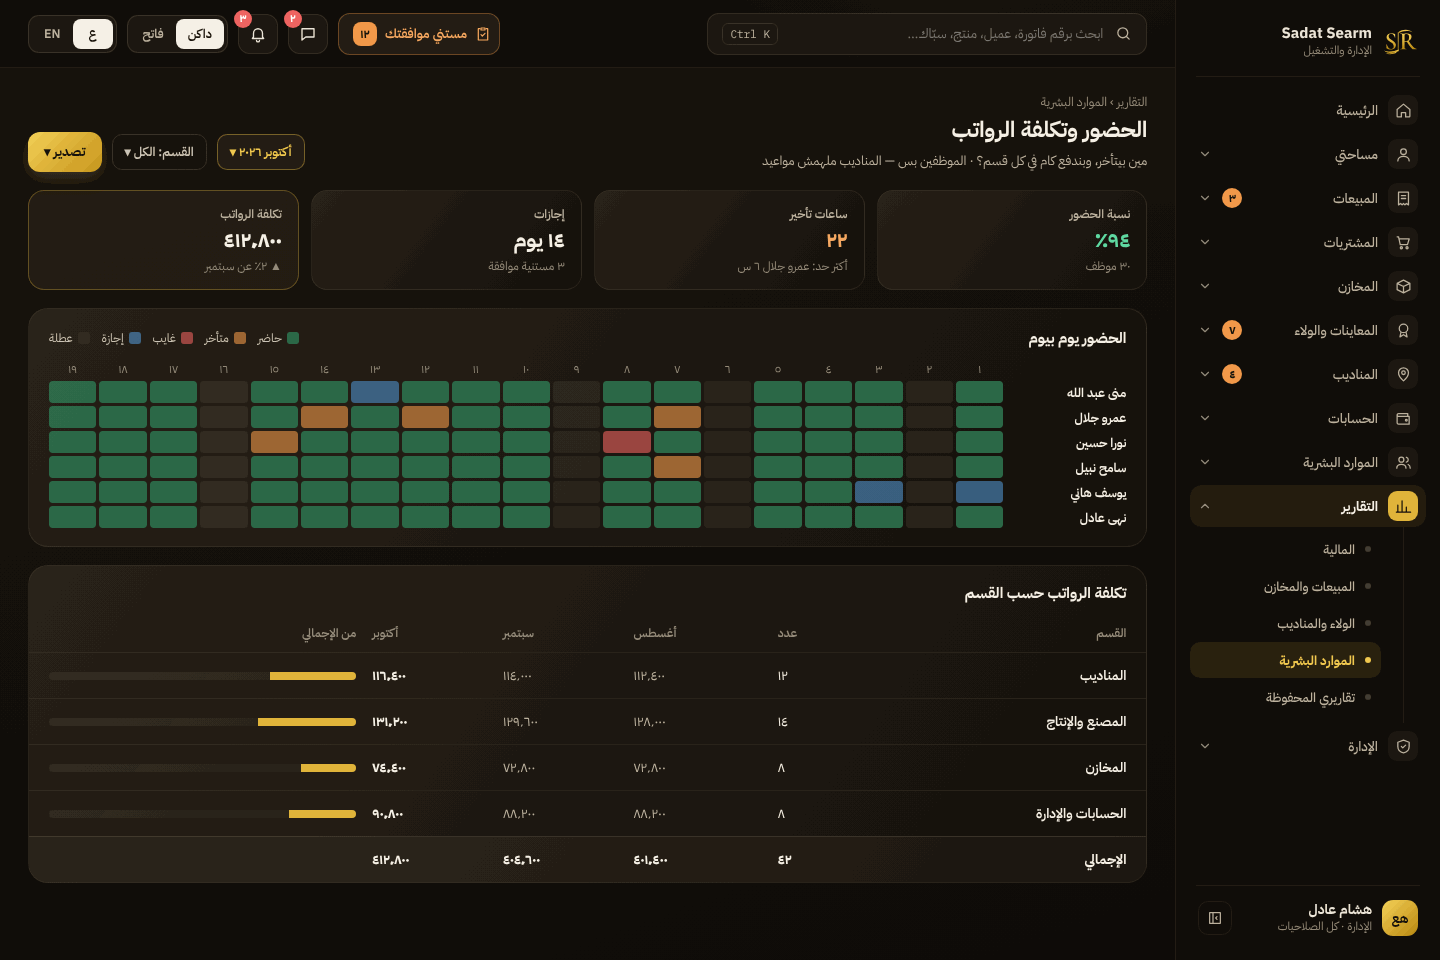 Sadat Searm
الإدارة والتشغيل
SR
الرئيسية
مساحتي
المبيعات
٣
المشتريات
المخازن
المعاينات والولاء
٧
المناديب
٤
الحسابات
الموارد البشرية
التقارير
المالية
المبيعات والمخازن
الولاء والمناديب
الموارد البشرية
تقاريري المحفوظة
الإدارة
هشام عادل
الإدارة · كل الصلاحيات
هع
ابحث برقم فاتورة، عميل، منتج، سبّاك...
Ctrl K
مستني موافقتك ١٢
٢
٣
داكن فاتح
ع EN
التقارير › الموارد البشرية
الحضور وتكلفة الرواتب
مين بيتأخر، وبندفع كام في كل قسم؟ · الموظفين بس — المناديب ملهمش مواعيد
أكتوبر ٢٠٢٦ ▾
القسم: الكل ▾
تصدير ▾
نسبة الحضور
٩٤٪
٣٠ موظف
ساعات تأخير
٢٢
أكتر حد: عمرو جلال ٦ س
إجازات
١٤ يوم
٣ مستنية موافقة
تكلفة الرواتب
٤١٢,٨٠٠
▲ ٢٪ عن سبتمبر
الحضور يوم بيوم
حاضر متأخر غايب إجازة عطلة
١ ٢ ٣ ٤ ٥ ٦ ٧ ٨ ٩ ١٠ ١١ ١٢ ١٣ ١٤ ١٥ ١٦ ١٧ ١٨ ١٩
منى عبد الله
عمرو جلال
نورا حسين
سامح نبيل
يوسف هاني
نهى عادل
تكلفة الرواتب حسب القسم
القسم عدد أغسطس سبتمبر أكتوبر من الإجمالي
المناديب ١٢ ١١٢,٤٠٠ ١١٤,٠٠٠ ١١٦,٤٠٠
المصنع والإنتاج ١٤ ١٢٨,٠٠٠ ١٢٩,٦٠٠ ١٣١,٢٠٠
المخازن ٨ ٧٢,٨٠٠ ٧٢,٨٠٠ ٧٤,٤٠٠
الحسابات والإدارة ٨ ٨٨,٢٠٠ ٨٨,٢٠٠ ٩٠,٨٠٠
الإجمالي ٤٢ ٤٠١,٤٠٠ ٤٠٤,٦٠٠ ٤١٢,٨٠٠